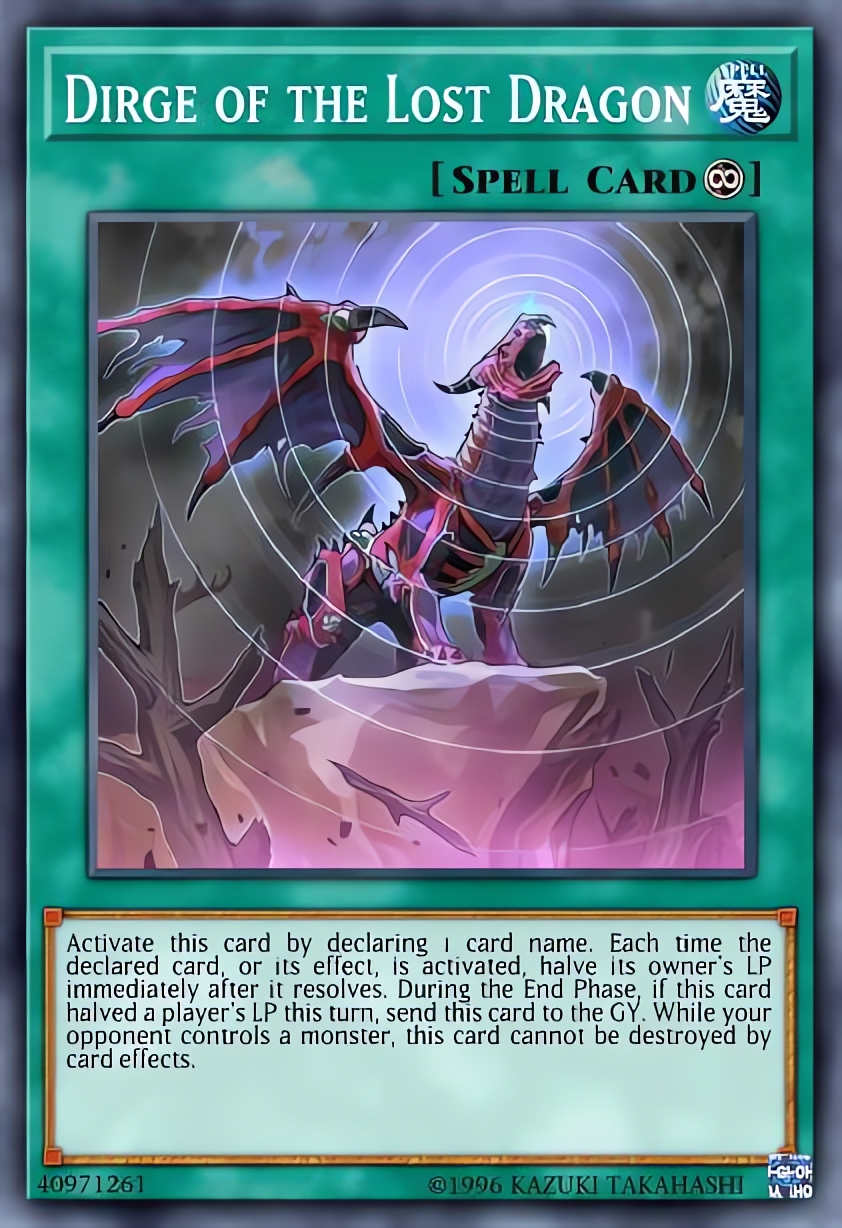 DIRGE OF THE LOST DRAGON 魔
[SPELL CARD ]
Activate this card by declaring 1 card name. Each time the
declared card, or its effect, is activated, halve its owner's LP
immediately after it resolves. During the End Phase, if this card
halved a player's LP this turn, send this card to the GY. While your
opponent controls a monster, this card cannot be destroyed by
card effects.
40971261 ©1996 KAZUKI TAKAHASHI